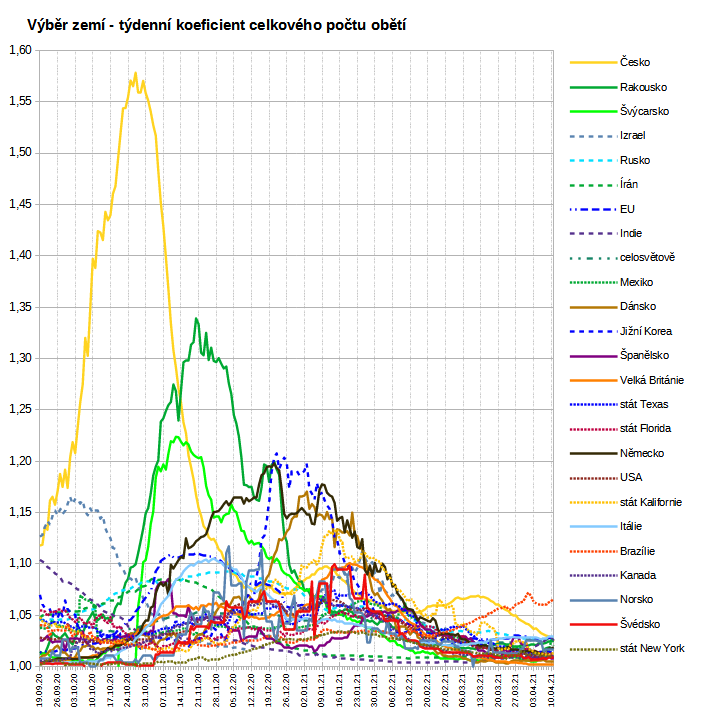 Výběr zemí - týdenní koeficient celkového počtu obětí
1,60
1,55
1,50
1,45
1,40
1,35
1,30
1,25
1,20
1,15
1,10
1,05
1,00
19.09.20
26.09.20
03.10.20
10.10.20
17.10.20
24.10.20
31.10.20
07.11.20
14.11.20
21.11.20
28.11.20
05.12.20
12.12.20
19.12.20
26.12.20
02.01.21
09.01.21
16.01.21
23.01.21
30.01.21
06.02.21
13.02.21
20.02.21
27.02.21
06.03.21
13.03.21
20.03.21
27.03.21
03.04.21
10.04.21
Česko
Rakousko
Švýcarsko
Izrael
Rusko
Írán
EU
Indie
celosvětově
Mexiko
Dánsko
Jižní Korea
Španělsko
Velká Británie
stát Texas
stát Florida
Německo
USA
stát Kalifornie
Itálie
Brazílie
Kanada
Norsko
Švédsko
stát New York